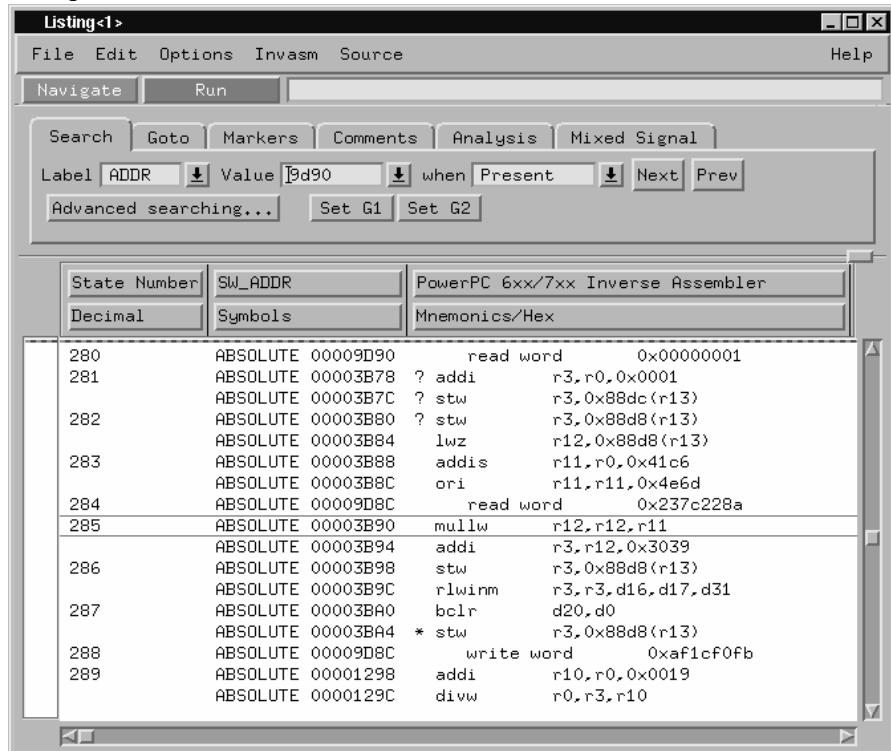 Listing<1>
File Edit Options Invasm Source Help
Navigate Run
Search Goto Markers Comments Analysis Mixed Signal
Label ADDR Value 9d90 when Present Next Prev
Advanced searching... Set G1 Set G2
State Number SW_ADDR PowerPC 6xx/7xx Inverse Assembler
Decimal Symbols Mnemonics/Hex
280 ABSOLUTE 00009D90 read word 0x00000001
281 ABSOLUTE 00003B78 ? addi r3,r0,0x0001
ABSOLUTE 00003B7C ? stw r3,0x88dc(r13)
282 ABSOLUTE 00003B80 ? stw r3,0x88d8(r13)
ABSOLUTE 00003B84 lwz r12,0x88d8(r13)
283 ABSOLUTE 00003B88 addis r11,r0,0x41c6
ABSOLUTE 00003B8C ori r11,r11,0x4e6d
284 ABSOLUTE 00009D8C read word 0x237c228a
285 ABSOLUTE 00003B90 mullw r12,r12,r11
ABSOLUTE 00003B94 addi r3,r12,0x3039
286 ABSOLUTE 00003B98 stw r3,0x88d8(r13)
ABSOLUTE 00003B9C rlwinm r3,r3,d16,d17,d31
287 ABSOLUTE 00003BA0 bclr d20,d0
ABSOLUTE 00003BA4 * stw r3,0x88d8(r13)
288 ABSOLUTE 00009D8C write word 0xaf1cf0fb
289 ABSOLUTE 00001298 addi r10,r0,0x0019
ABSOLUTE 0000129C divw r0,r3,r10